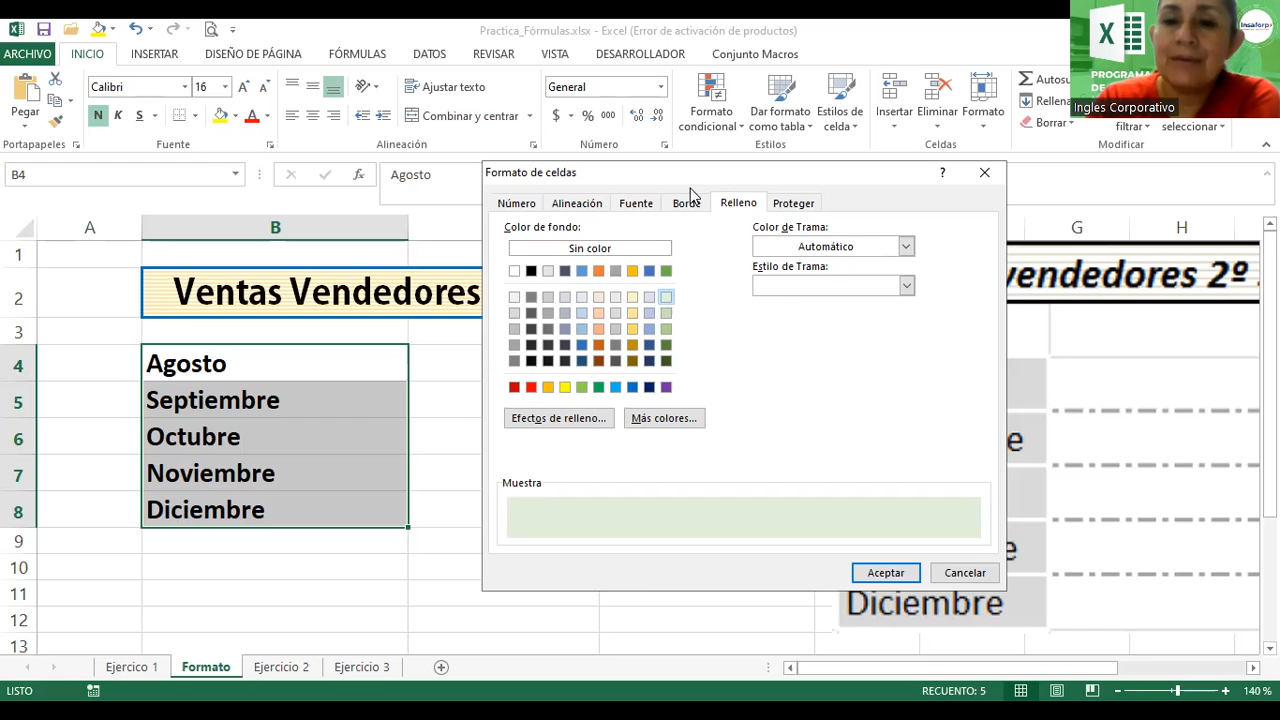 Practica_Fórmulas.xlsx - Excel (Error de activación de productos)
ARCHIVO INICIO INSERTAR DISEÑO DE PÁGINA FÓRMULAS DATOS REVISAR VISTA DESARROLLADOR Conjunto Macros
Insaforp
PROGRAMA
DE
Ingles Corporativo
Pegar
Calibri 16
N K S
Ajustar texto
Combinar y centrar
General
$ % 000
Formato condicional
Dar formato como tabla
Estilos de celda
Insertar Eliminar Formato
Autosu
Rellena
Borrar
filtrar seleccionar
Portapapeles Fuente Alineación Número Estilos Celdas
B4 fx Agosto
A B G H
1
2 Ventas Vendedores
vendedores 2º
3
4 Agosto
5 Septiembre
6 Octubre
7 Noviembre
8 Diciembre
9
10
11
12
13
e
e
Diciembre
Formato de celdas ?
Número Alineación Fuente Borde Relleno Proteger
Color de fondo:
Sin color
Color de Trama:
Automático
Estilo de Trama:
Efectos de relleno... Más colores...
Muestra
Aceptar Cancelar
Ejercico 1 Formato Ejercicio 2 Ejercicio 3
LISTO RECUENTO: 5 140 %